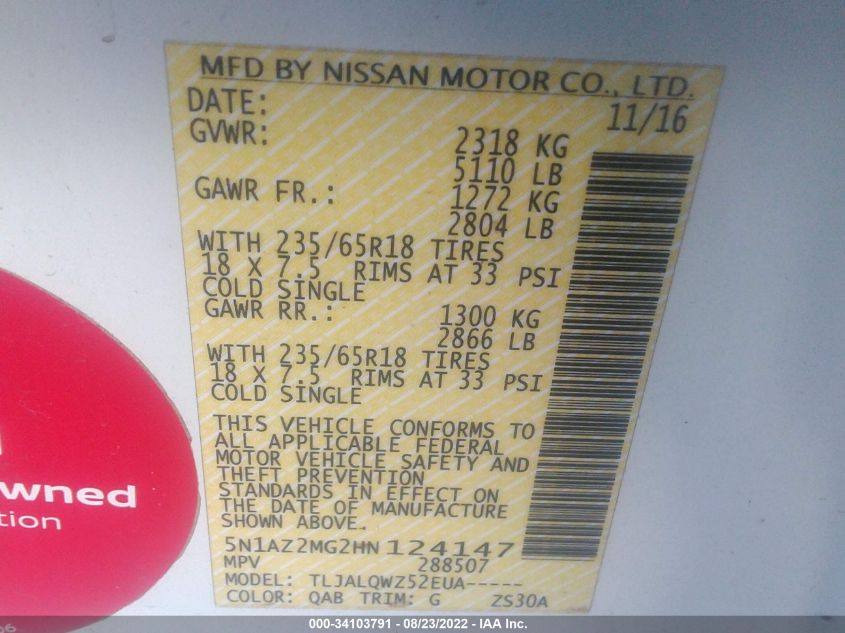 MFD BY NISSAN MOTOR CO., LTD.
DATE: 11/16
GVWR: 2318 KG
5110 LB
GAWR FR.: 1272 KG
2804 LB
WITH 235/65R18 TIRES
18 X 7.5 RIMS AT 33 PSI
COLD SINGLE
GAWR RR.: 1300 KG
2866 LB
WITH 235/65R18 TIRES
18 X 7.5 RIMS AT 33 PSI
COLD SINGLE
THIS VEHICLE CONFORMS TO
ALL APPLICABLE FEDERAL
MOTOR VEHICLE SAFETY AND
THEFT PREVENTION
STANDARDS IN EFFECT ON
THE DATE OF MANUFACTURE
SHOWN ABOVE.
5N1AZ2MG2HN124147
MPV 288507
MODEL: TLJALQWZ52EUA-----
COLOR: QAB TRIM: G ZS30A
wned
tion
000-34103791 - 08/23/2022 - IAA Inc.